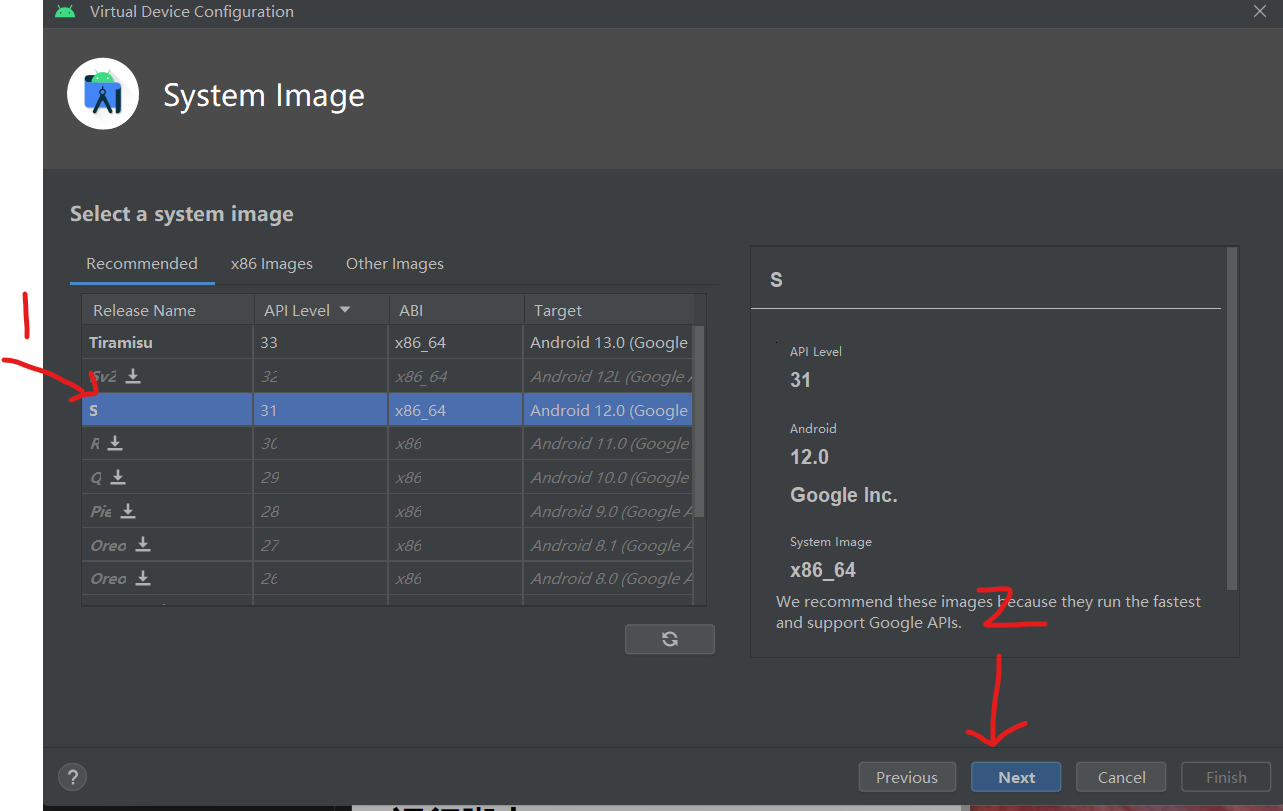 Virtual Device Configuration
System Image
Select a system image
Recommended x86 Images Other Images
Release Name API Level ABI Target
Tiramisu 33 x86_64 Android 13.0 (Google
Sv2 32 x86_64 Android 12L (Google A
S 31 x86_64 Android 12.0 (Google
R 30 x86 Android 11.0 (Google
Q 29 x86 Android 10.0 (Google
Pie 28 x86 Android 9.0 (Google A
Oreo 27 x86 Android 8.1 (Google A
Oreo 26 x86 Android 8.0 (Google A
1
S
API Level
31
Android
12.0
Google Inc.
System Image
x86_64
We recommend these images because they run the fastest
and support Google APIs.
2
? Previous Next Cancel Finish